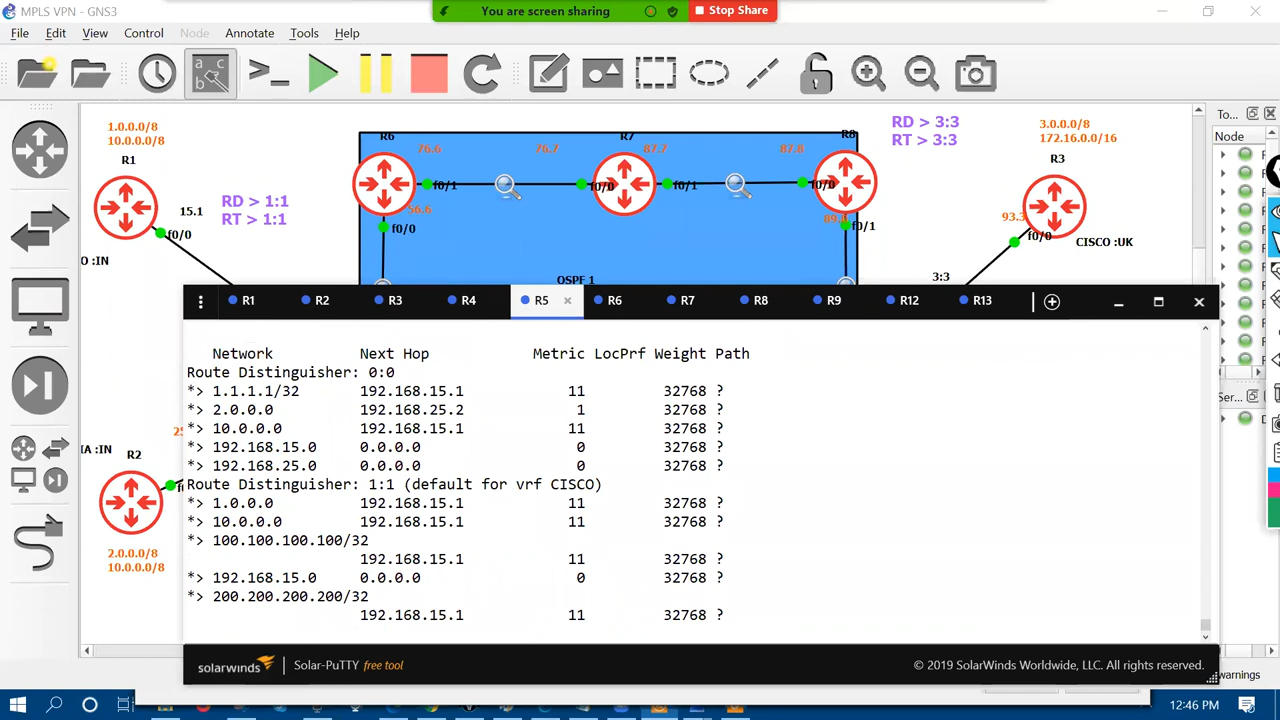 MPLS VPN - GNS3
You are screen sharing
Stop Share
File Edit View Control Node Annotate Tools Help
1.0.0.0/8
10.0.0.0/8
R1
RD > 1:1
RT > 1:1
15.1
f0/0
O :IN
R6
76.6
76.7
R7
87.7
87.8
R8
f0/1
f0/0
f0/1
f0/0
56.6
f0/0
f0/1
OSPF 1
RD > 3:3
RT > 3:3
3.0.0.0/8
172.16.0.0/16
R3
93.3
f0/0
CISCO :UK
3:3
To...
Node
Ser...
IA :IN
R2
2.0.0.0/8
10.0.0.0/8
R1 R2 R3 R4 R5 × R6 R7 R8 R9 R12 R13
Network Next Hop Metric LocPrf Weight Path
Route Distinguisher: 0:0
*> 1.1.1.1/32 192.168.15.1 11 32768 ?
*> 2.0.0.0 192.168.25.2 1 32768 ?
*> 10.0.0.0 192.168.15.1 11 32768 ?
*> 192.168.15.0 0.0.0.0 0 32768 ?
*> 192.168.25.0 0.0.0.0 0 32768 ?
Route Distinguisher: 1:1 (default for vrf CISCO)
*> 1.0.0.0 192.168.15.1 11 32768 ?
*> 10.0.0.0 192.168.15.1 11 32768 ?
*> 100.100.100.100/32
192.168.15.1 11 32768 ?
*> 192.168.15.0 0.0.0.0 0 32768 ?
*> 200.200.200.200/32
192.168.15.1 11 32768 ?
solarwinds Solar-PuTTY free tool
© 2019 SolarWinds Worldwide, LLC. All rights reserved.
warnings
12:46 PM